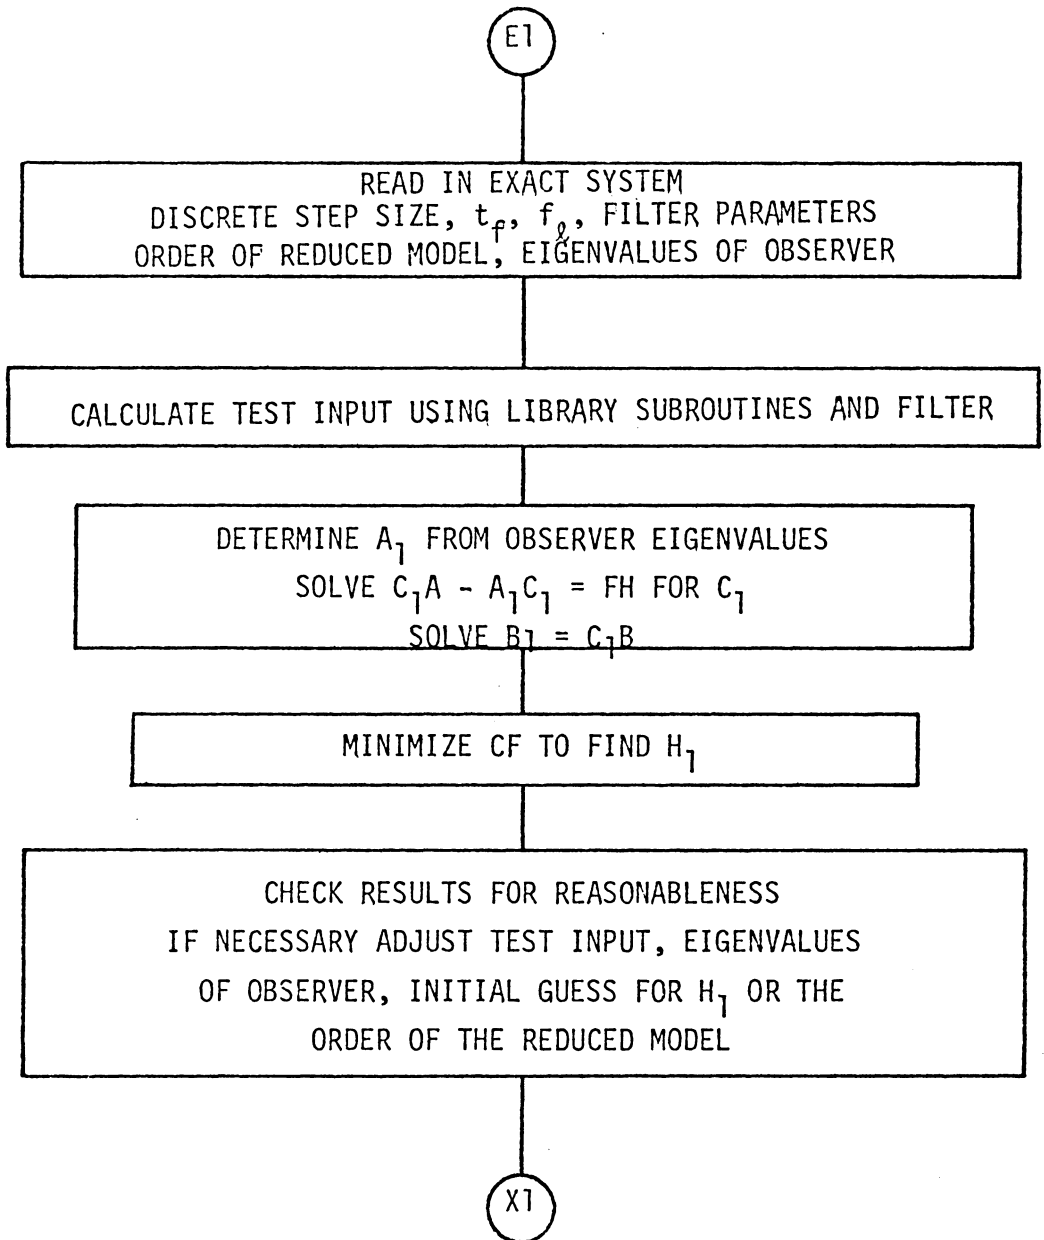 E1
READ IN EXACT SYSTEM
DISCRETE STEP SIZE, t_f, f_ℓ, FILTER PARAMETERS
ORDER OF REDUCED MODEL, EIGENVALUES OF OBSERVER
CALCULATE TEST INPUT USING LIBRARY SUBROUTINES AND FILTER
DETERMINE A₁ FROM OBSERVER EIGENVALUES
SOLVE C₁A - A₁C₁ = FH FOR C₁
SOLVE B1 = C₁B
MINIMIZE CF TO FIND H₁
CHECK RESULTS FOR REASONABLENESS
IF NECESSARY ADJUST TEST INPUT, EIGENVALUES
OF OBSERVER, INITIAL GUESS FOR H₁ OR THE
ORDER OF THE REDUCED MODEL
X1